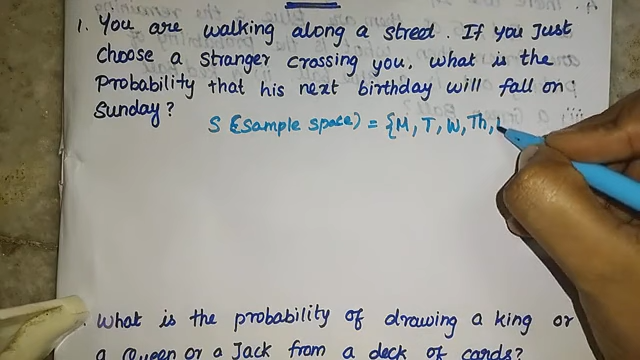 1. You are walking along a street. If you Just
choose a stranger crossing you, what is the
Probability that his next birthday will fall on
Sunday?
S (Sample space) = {M, T, W, Th,
What is the probability of drawing a king or
a Queen or a Jack from a deck of cards?